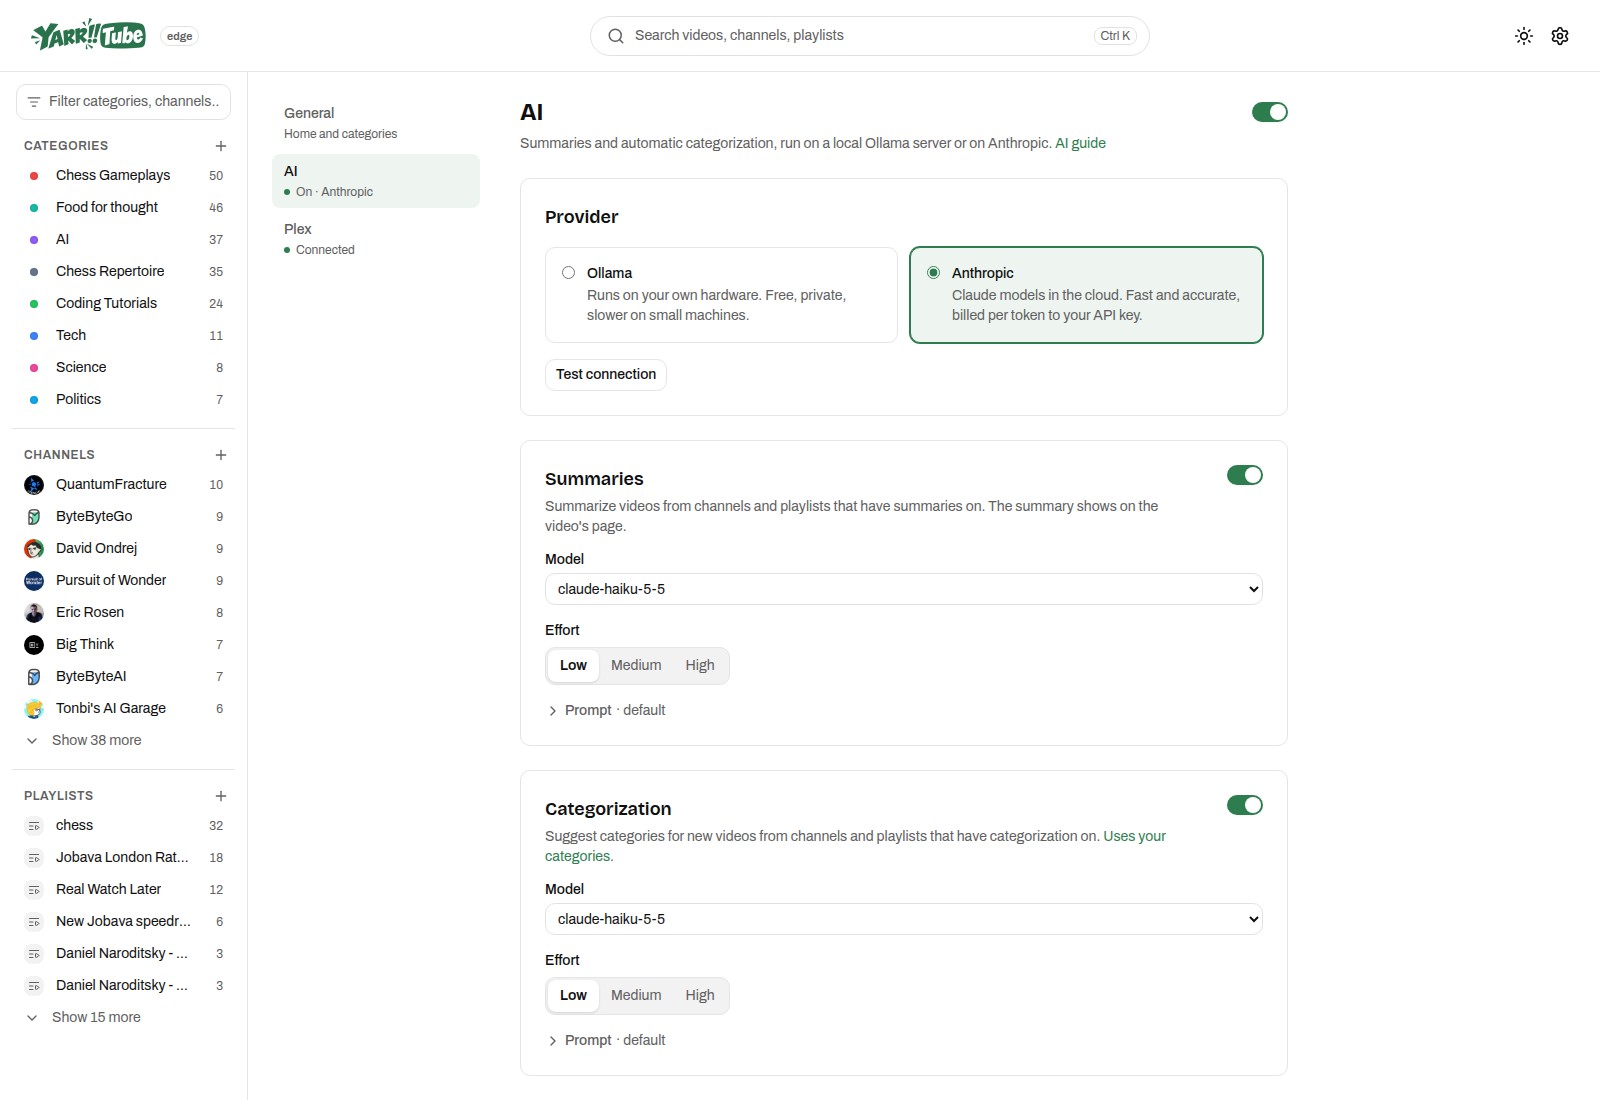 YARR!! Tube
edge
Search videos, channels, playlists
Ctrl K
Filter categories, channels..
CATEGORIES
Chess Gameplays 50
Food for thought 46
AI 37
Chess Repertoire 35
Coding Tutorials 24
Tech 11
Science 8
Politics 7
CHANNELS
QuantumFracture 10
ByteByteGo 9
David Ondrej 9
Pursuit of Wonder 9
Eric Rosen 8
Big Think 7
ByteByteAI 7
Tonbi's AI Garage 6
Show 38 more
PLAYLISTS
chess 32
Jobava London Rat... 18
Real Watch Later 12
New Jobava speedr... 6
Daniel Naroditsky - ... 3
Daniel Naroditsky - ... 3
Show 15 more
General
Home and categories
AI
On · Anthropic
Plex
Connected
AI
Summaries and automatic categorization, run on a local Ollama server or on Anthropic. AI guide
Provider
Ollama
Runs on your own hardware. Free, private,
slower on small machines.
Anthropic
Claude models in the cloud. Fast and accurate,
billed per token to your API key.
Test connection
Summaries
Summarize videos from channels and playlists that have summaries on. The summary shows on the
video's page.
Model
claude-haiku-5-5
Effort
Low Medium High
Prompt · default
Categorization
Suggest categories for new videos from channels and playlists that have categorization on. Uses your
categories.
Model
claude-haiku-5-5
Effort
Low Medium High
Prompt · default